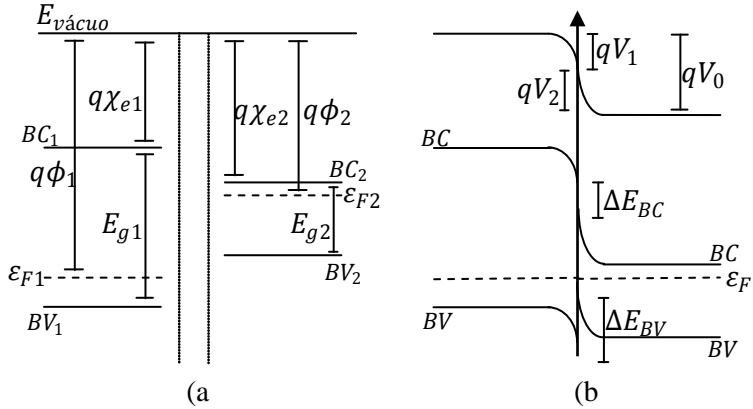 E_vácuo
qχ_e1
qχ_e2
qϕ_2
BC_1
qϕ_1
BC_2
ε_F2
E_g1
E_g2
ε_F1
BV_2
BV_1
(a
qV_1
qV_2
qV_0
BC
ΔE_BC
BC
ε_F
BV
ΔE_BV
BV
(b